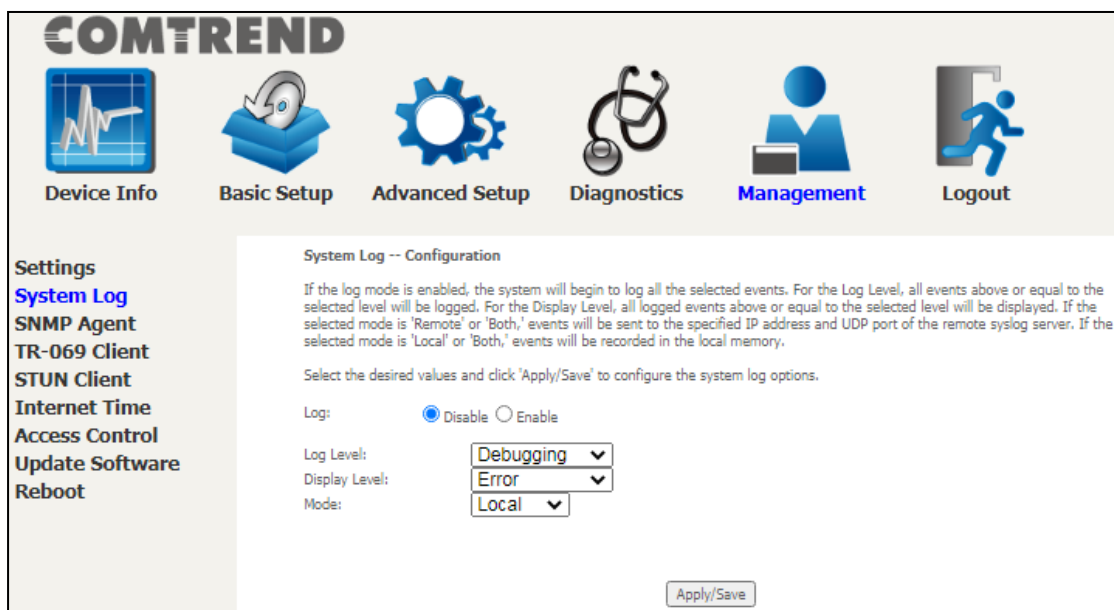 COMTREND
Device Info
Basic Setup
Advanced Setup
Diagnostics
Management
Logout
Settings
System Log
SNMP Agent
TR-069 Client
STUN Client
Internet Time
Access Control
Update Software
Reboot
System Log -- Configuration
If the log mode is enabled, the system will begin to log all the selected events. For the Log Level, all events above or equal to the
selected level will be logged. For the Display Level, all logged events above or equal to the selected level will be displayed. If the
selected mode is 'Remote' or 'Both,' events will be sent to the specified IP address and UDP port of the remote syslog server. If the
selected mode is 'Local' or 'Both,' events will be recorded in the local memory.
Select the desired values and click 'Apply/Save' to configure the system log options.
Log: Disable Enable
Log Level: Debugging
Display Level: Error
Mode: Local
Apply/Save